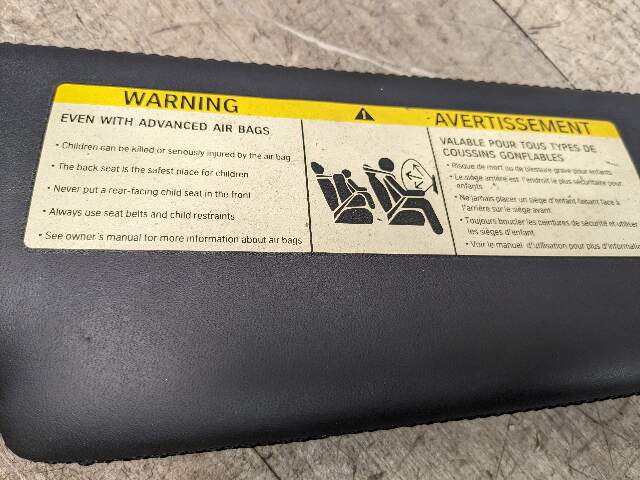 WARNING
EVEN WITH ADVANCED AIR BAGS
• Children can be killed or seriously injured by the air bag
• The back seat is the safest place for children
• Never put a rear-facing child seat in the front
• Always use seat belts and child restraints
• See owner's manual for more information about air bags
AVERTISSEMENT
VALABLE POUR TOUS TYPES DE
COUSSINS GONFLABLES
• Risque de mort ou de blessure grave pour enfants
• Le siège arrière est l'endroit le plus sécuritaire pour
enfants
• Ne jamais placer un siège d'enfant faisant face à
l'arrière sur le siège avant
• Toujours boucler les ceintures de sécurité et utiliser
les sièges d'enfant
• Voir le manuel d'utilisation pour plus d'informatio